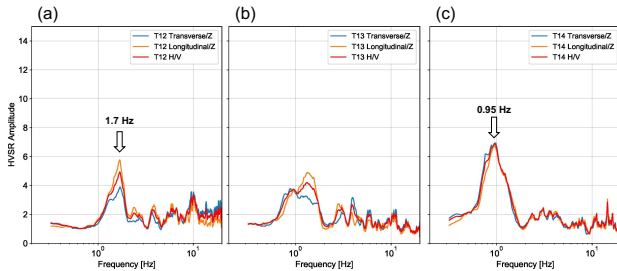 (a)
(b)
(c)
T12 Transverse/Z
T12 Longitudinal/Z
T12 H/V
T13 Transverse/Z
T13 Longitudinal/Z
T13 H/V
T14 Transverse/Z
T14 Longitudinal/Z
T14 H/V
1.7 Hz
0.95 Hz
HVSR Amplitude
14
12
10
8
6
4
2
0
10⁰
10¹
10⁰
10¹
10⁰
10¹
Frequency [Hz]
Frequency [Hz]
Frequency [Hz]